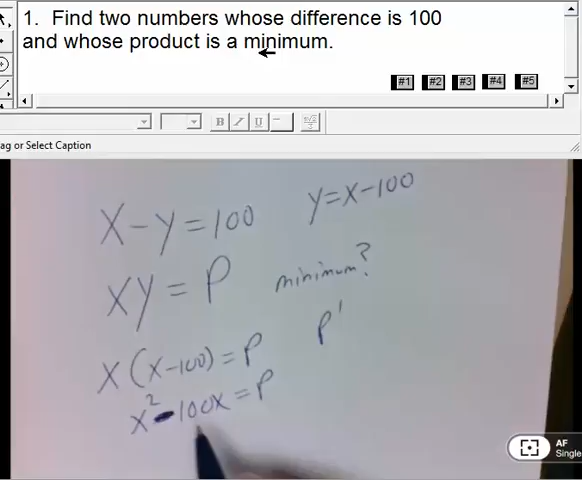 1. Find two numbers whose difference is 100
and whose product is a minimum.
#1 #2 #3 #4 #5
B I U
ag or Select Caption
X-y=100 y=x-100
xy=P minimum?
P'
x(x-100)=P
x²-100x=P
AF
Single